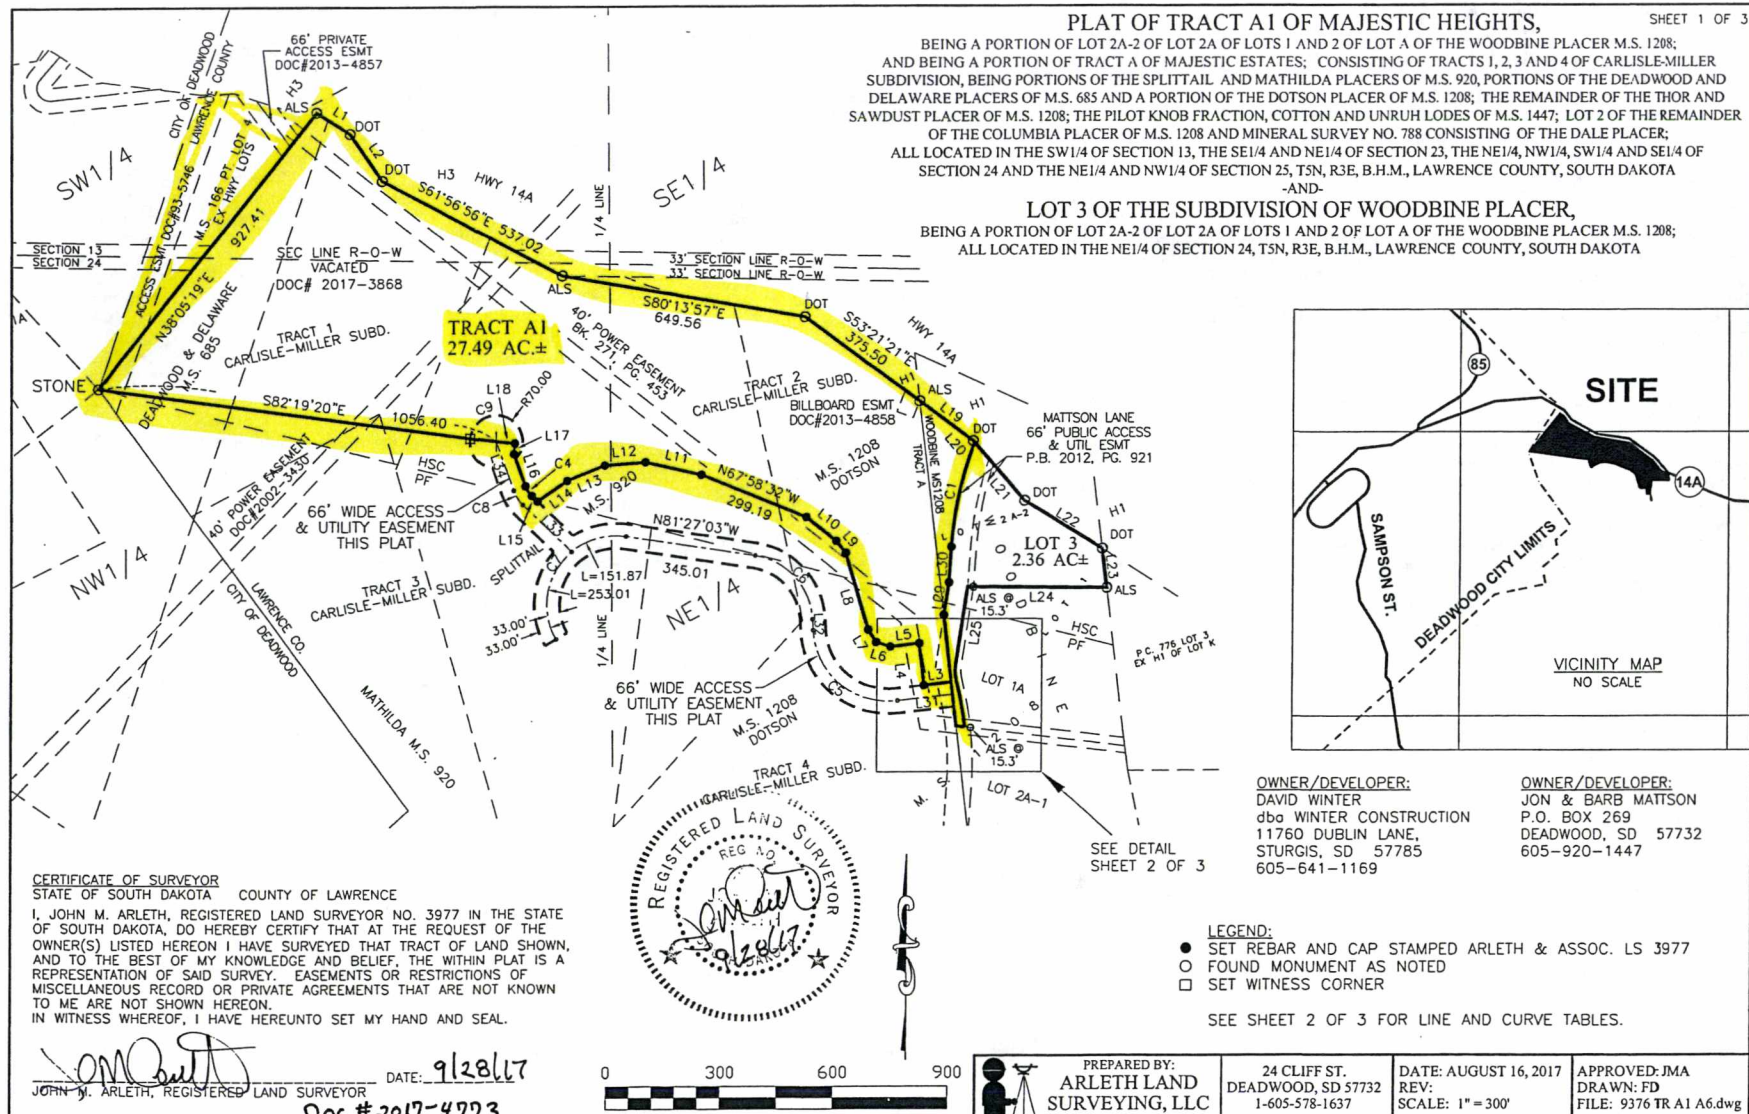 PLAT OF TRACT A1 OF MAJESTIC HEIGHTS,
SHEET 1 OF 3
BEING A PORTION OF LOT 2A-2 OF LOT 2A OF LOTS 1 AND 2 OF LOT A OF THE WOODBINE PLACER M.S. 1208;
AND BEING A PORTION OF TRACT A OF MAJESTIC ESTATES; CONSISTING OF TRACTS 1, 2, 3 AND 4 OF CARLISLE-MILLER
SUBDIVISION, BEING PORTIONS OF THE SPLITTAIL AND MATHILDA PLACERS OF M.S. 920, PORTIONS OF THE DEADWOOD AND
DELAWARE PLACERS OF M.S. 685 AND A PORTION OF THE DOTSON PLACER OF M.S. 1208; THE REMAINDER OF THE THOR AND
SAWDUST PLACER OF M.S. 1208; THE PILOT KNOB FRACTION, COTTON AND UNRUH LODES OF M.S. 1447; LOT 2 OF THE REMAINDER
OF THE COLUMBIA PLACER OF M.S. 1208 AND MINERAL SURVEY NO. 788 CONSISTING OF THE DALE PLACER;
ALL LOCATED IN THE SW1/4 OF SECTION 13, THE SE1/4 AND NE1/4 OF SECTION 23, THE NE1/4, NW1/4, SW1/4 AND SE1/4 OF
SECTION 24 AND THE NE1/4 AND NW1/4 OF SECTION 25, T5N, R3E, B.H.M., LAWRENCE COUNTY, SOUTH DAKOTA
-AND-
LOT 3 OF THE SUBDIVISION OF WOODBINE PLACER,
BEING A PORTION OF LOT 2A-2 OF LOT 2A OF LOTS 1 AND 2 OF LOT A OF THE WOODBINE PLACER M.S. 1208;
ALL LOCATED IN THE NE1/4 OF SECTION 24, T5N, R3E, B.H.M., LAWRENCE COUNTY, SOUTH DAKOTA
66' PRIVATE
ACCESS ESMT
DOC#2013-4857
CITY OF DEADWOOD
LAWRENCE COUNTY
H3
ALS
L1
DOT
L2
DOT
SW1/4
SE1/4
H3 HWY 14A
S61°56'56"E 537.02
1/4 LINE
ACCESS ESMT DOC#93-5746
M.S. 166 PT. LOT 4
EX HWY LOTS
N38°05'19"E 927.41
SECTION 13
SECTION 24
SEC LINE R-O-W
VACATED
DOC# 2017-3868
33' SECTION LINE R-O-W
33' SECTION LINE R-O-W
ALS
S80°13'57"E
649.56
DOT
S53°21'21"E
375.50
HWY 14A
H1
ALS
L19
H1
DOT
L20
TRACT 1
CARLISLE-MILLER SUBD.
TRACT A1
27.49 AC.±
40' POWER EASEMENT
BK. 271, PG. 453
TRACT 2
CARLISLE-MILLER SUBD.
BILLBOARD ESMT
DOC#2013-4858
MATTSON LANE
66' PUBLIC ACCESS
& UTIL ESMT
P.B. 2012, PG. 921
STONE
DEADWOOD & DELAWARE
M.S. 685
S82°19'20"E 1056.40
L18
C9
R70.00
L17
L34
L16
C4
L12
L11
N67°58'32"W
299.19
L13
L14
C8
L15
L33
M.S. 920
HSC
PF
40' POWER EASEMENT
DOC#2002-3430
66' WIDE ACCESS
& UTILITY EASEMENT
THIS PLAT
M.S. 1208
DOTSON
WOODBINE MS1208
TRACT A
C1
L21
DOT
L22
H1
DOT
L23
ALS
LOT 3
2.36 AC±
W 2A-2
L10
L9
L8
L7
L6
L5
L4
L3
L30
L29
L24
L25
ALS @
15.3'
N81°27'03"W
345.01
C6
L32
C5
L31
C7
SPLITTAIL
L=151.87
L=253.01
33.00'
33.00'
1/4 LINE
NW1/4
NE1/4
TRACT 3
CARLISLE-MILLER SUBD.
LAWRENCE CO.
CITY OF DEADWOOD
MATHILDA M.S. 920
66' WIDE ACCESS
& UTILITY EASEMENT
THIS PLAT
M.S. 1208
DOTSON
TRACT 4
CARLISLE-MILLER SUBD.
HSC
PF
P.C. 776 LOT 3
EX H1 OF LOT K
LOT 1A
ALS @
15.3'
LOT 2A-1
SEE DETAIL
SHEET 2 OF 3
SITE
85
14A
SAMPSON ST.
DEADWOOD CITY LIMITS
VICINITY MAP
NO SCALE
OWNER/DEVELOPER:
DAVID WINTER
dba WINTER CONSTRUCTION
11760 DUBLIN LANE,
STURGIS, SD 57785
605-641-1169
OWNER/DEVELOPER:
JON & BARB MATTSON
P.O. BOX 269
DEADWOOD, SD 57732
605-920-1447
LEGEND:
SET REBAR AND CAP STAMPED ARLETH & ASSOC. LS 3977
FOUND MONUMENT AS NOTED
SET WITNESS CORNER
SEE SHEET 2 OF 3 FOR LINE AND CURVE TABLES.
CERTIFICATE OF SURVEYOR
STATE OF SOUTH DAKOTA COUNTY OF LAWRENCE
I, JOHN M. ARLETH, REGISTERED LAND SURVEYOR NO. 3977 IN THE STATE
OF SOUTH DAKOTA, DO HEREBY CERTIFY THAT AT THE REQUEST OF THE
OWNER(S) LISTED HEREON I HAVE SURVEYED THAT TRACT OF LAND SHOWN,
AND TO THE BEST OF MY KNOWLEDGE AND BELIEF, THE WITHIN PLAT IS A
REPRESENTATION OF SAID SURVEY. EASEMENTS OR RESTRICTIONS OF
MISCELLANEOUS RECORD OR PRIVATE AGREEMENTS THAT ARE NOT KNOWN
TO ME ARE NOT SHOWN HEREON.
IN WITNESS WHEREOF, I HAVE HEREUNTO SET MY HAND AND SEAL.
DATE: 9/28/17
JOHN M. ARLETH, REGISTERED LAND SURVEYOR
Doc # 2017-4773
REGISTERED LAND SURVEYOR
REG NO.
9/28/17
0 300 600 900
PREPARED BY:
ARLETH LAND
SURVEYING, LLC
24 CLIFF ST.
DEADWOOD, SD 57732
1-605-578-1637
DATE: AUGUST 16, 2017
REV:
SCALE: 1" = 300'
APPROVED: JMA
DRAWN: FD
FILE: 9376 TR A1 A6.dwg